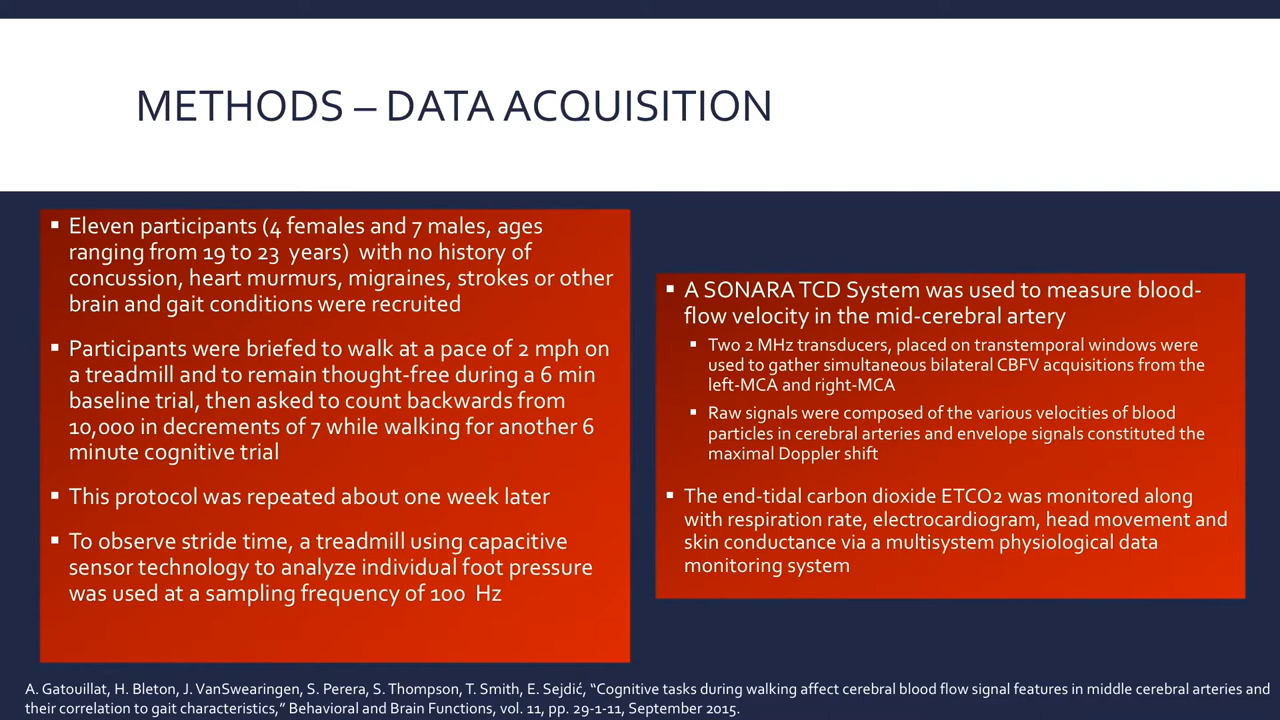 METHODS – DATA ACQUISITION
▪ Eleven participants (4 females and 7 males, ages
ranging from 19 to 23 years) with no history of
concussion, heart murmurs, migraines, strokes or other
brain and gait conditions were recruited
▪ Participants were briefed to walk at a pace of 2 mph on
a treadmill and to remain thought-free during a 6 min
baseline trial, then asked to count backwards from
10,000 in decrements of 7 while walking for another 6
minute cognitive trial
▪ This protocol was repeated about one week later
▪ To observe stride time, a treadmill using capacitive
sensor technology to analyze individual foot pressure
was used at a sampling frequency of 100 Hz
▪ A SONARA TCD System was used to measure blood-
flow velocity in the mid-cerebral artery
▪ Two 2 MHz transducers, placed on transtemporal windows were
used to gather simultaneous bilateral CBFV acquisitions from the
left-MCA and right-MCA
▪ Raw signals were composed of the various velocities of blood
particles in cerebral arteries and envelope signals constituted the
maximal Doppler shift
▪ The end-tidal carbon dioxide ETCO2 was monitored along
with respiration rate, electrocardiogram, head movement and
skin conductance via a multisystem physiological data
monitoring system
A. Gatouillat, H. Bleton, J. VanSwearingen, S. Perera, S. Thompson, T. Smith, E. Sejdić, “Cognitive tasks during walking affect cerebral blood flow signal features in middle cerebral arteries and
their correlation to gait characteristics,” Behavioral and Brain Functions, vol. 11, pp. 29-1-11, September 2015.